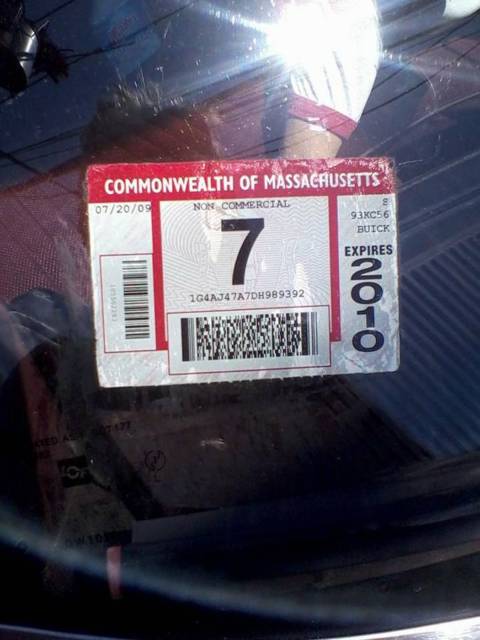 COMMONWEALTH OF MASSACHUSETTS
07/20/09 NON COMMERCIAL S
93KC56
BUICK
7
EXPIRES
2010
1G4AJ47A7DH989392